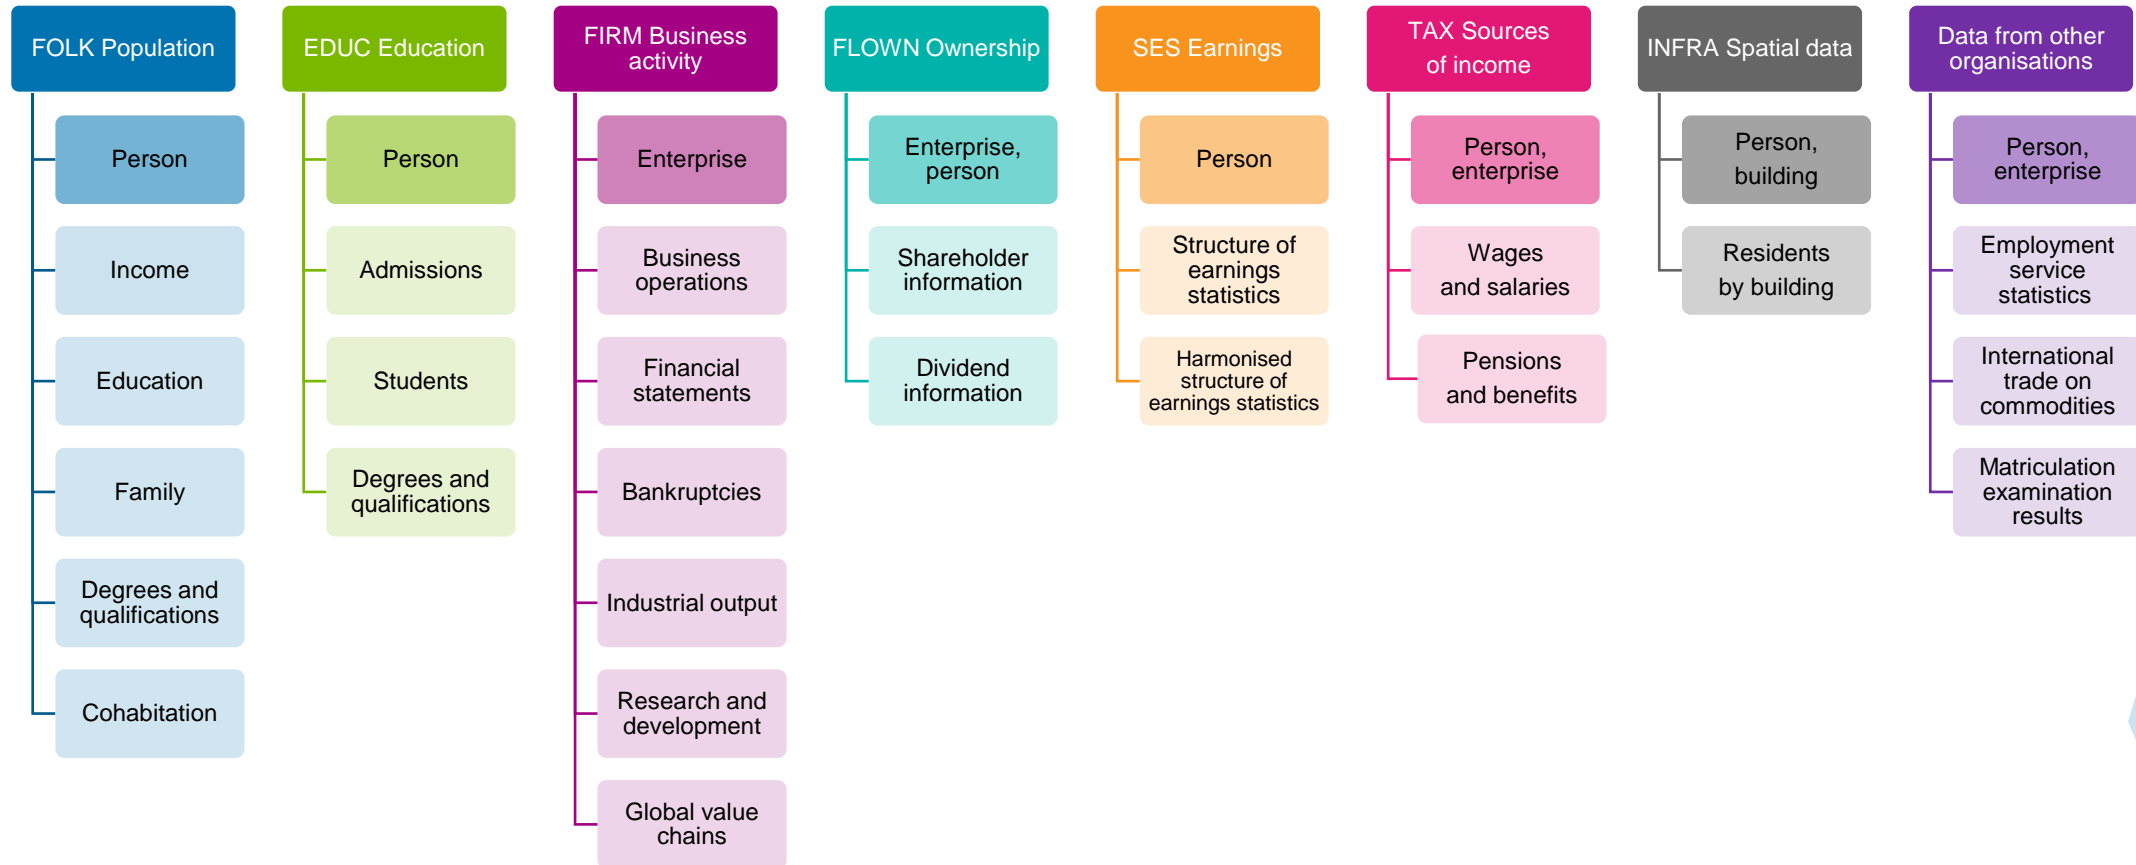 FOLK Population
Person
Income
Education
Family
Degrees and
qualifications
Cohabitation
EDUC Education
Person
Admissions
Students
Degrees and
qualifications
FIRM Business
activity
Enterprise
Business
operations
Financial
statements
Bankruptcies
Industrial output
Research and
development
Global value
chains
FLOWN Ownership
Enterprise,
person
Shareholder
information
Dividend
information
SES Earnings
Person
Structure of
earnings
statistics
Harmonised
structure of
earnings statistics
TAX Sources
of income
Person,
enterprise
Wages
and salaries
Pensions
and benefits
INFRA Spatial data
Person,
building
Residents
by building
Data from other
organisations
Person,
enterprise
Employment
service
statistics
International
trade on
commodities
Matriculation
examination
results